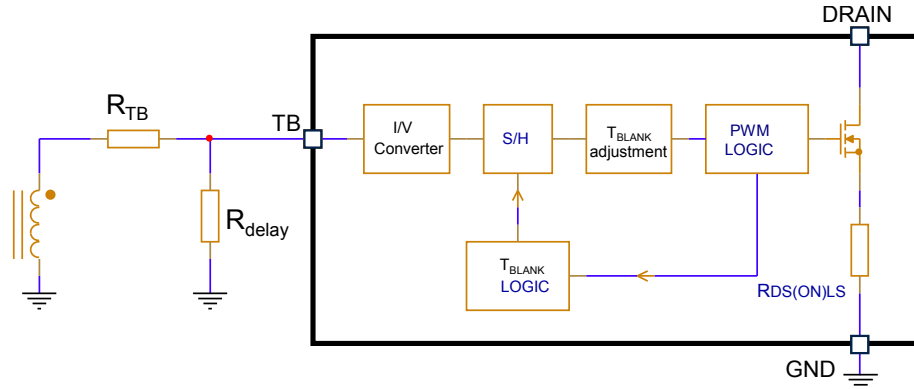 DRAIN
RTB
TB
I/V
Converter
S/H
TBLANK
adjustment
PWM
LOGIC
Rdelay
TBLANK
LOGIC
RDS(ON)LS
GND